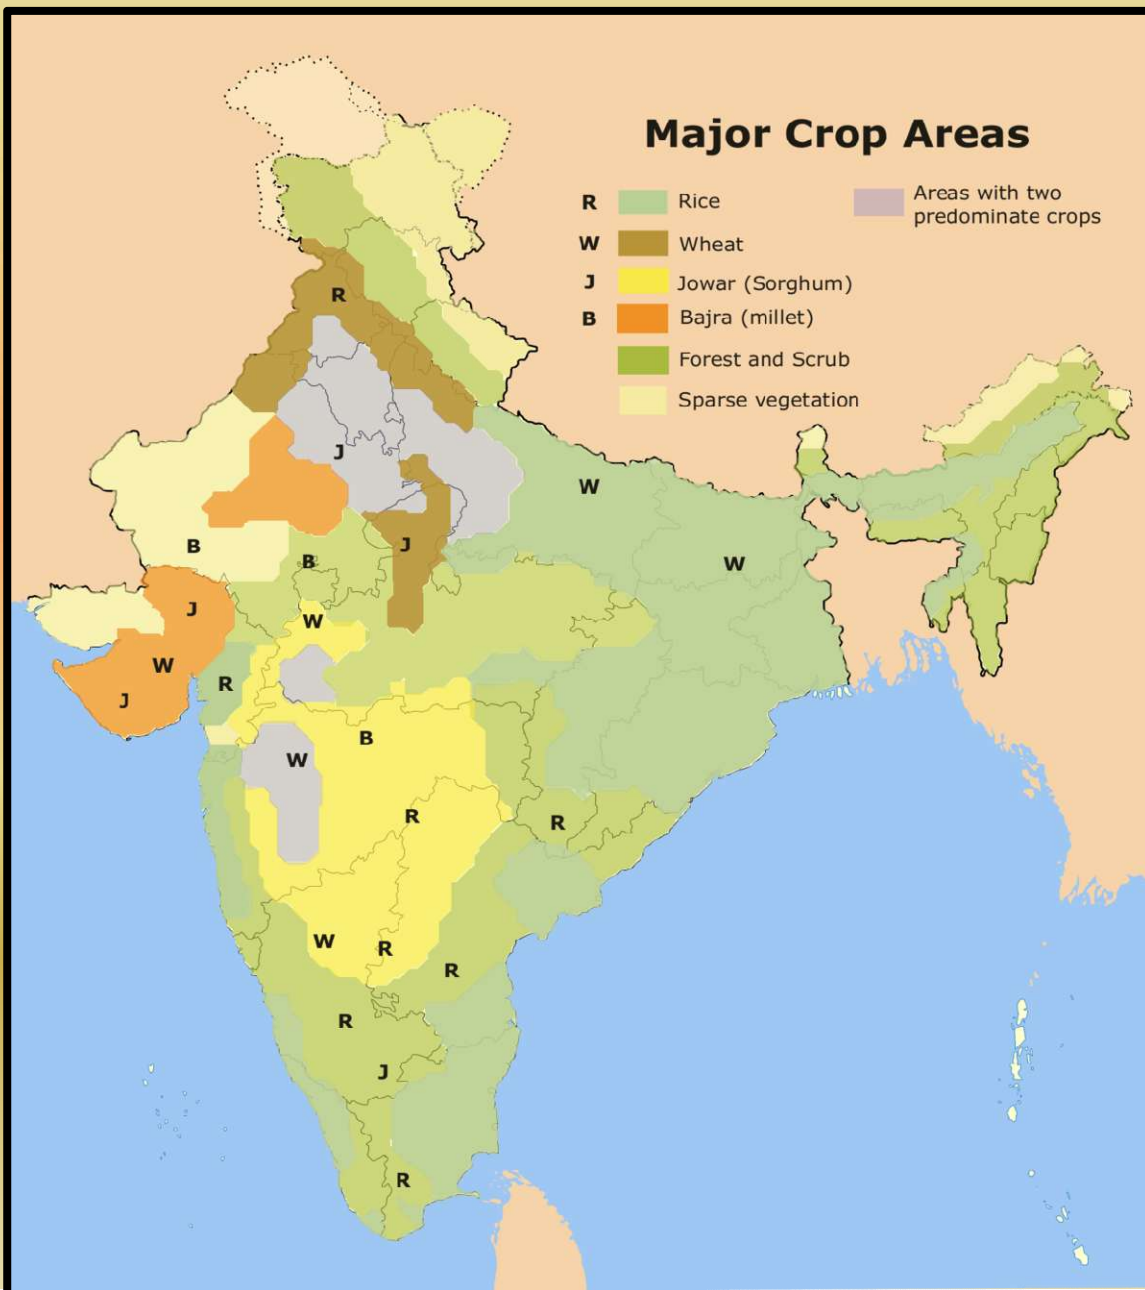 Major Crop Areas
R Rice
Areas with two
predominate crops
W Wheat
J Jowar (Sorghum)
B Bajra (millet)
Forest and Scrub
Sparse vegetation
R
J
W
B
B
J
W
J
W
W
R
J
R
B
W
R
R
W
R
R
R
J
R